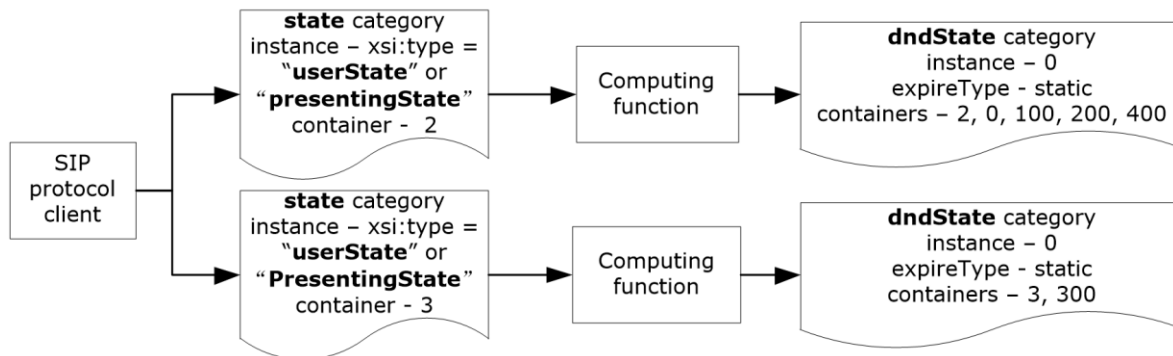 SIP
protocol
client
state category
instance – xsi:type =
“userState” or
“presentingState”
container - 2
Computing
function
dndState category
instance – 0
expireType - static
containers – 2, 0, 100, 200, 400
state category
instance – xsi:type =
“userState” or
“PresentingState”
container - 3
Computing
function
dndState category
instance – 0
expireType - static
containers – 3, 300